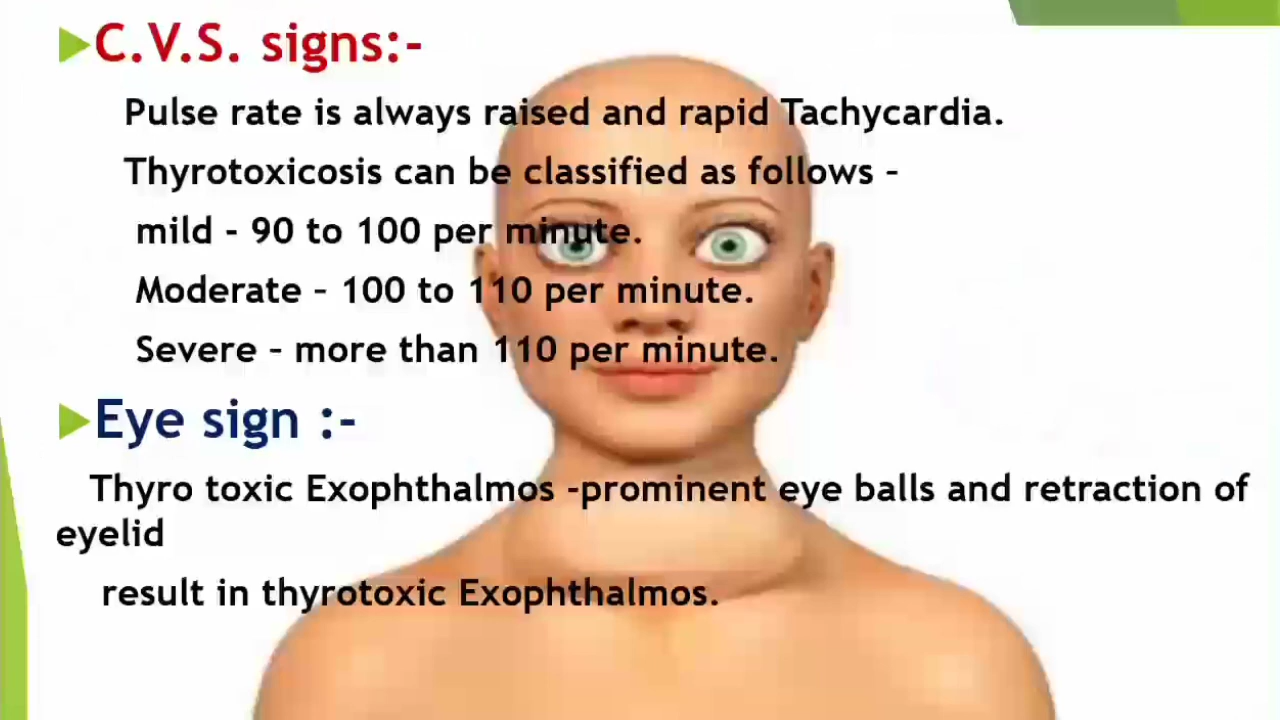 C.V.S. signs:-
Pulse rate is always raised and rapid Tachycardia.
Thyrotoxicosis can be classified as follows –
mild - 90 to 100 per minute.
Moderate – 100 to 110 per minute.
Severe – more than 110 per minute.
Eye sign :-
Thyro toxic Exophthalmos -prominent eye balls and retraction of
eyelid
result in thyrotoxic Exophthalmos.